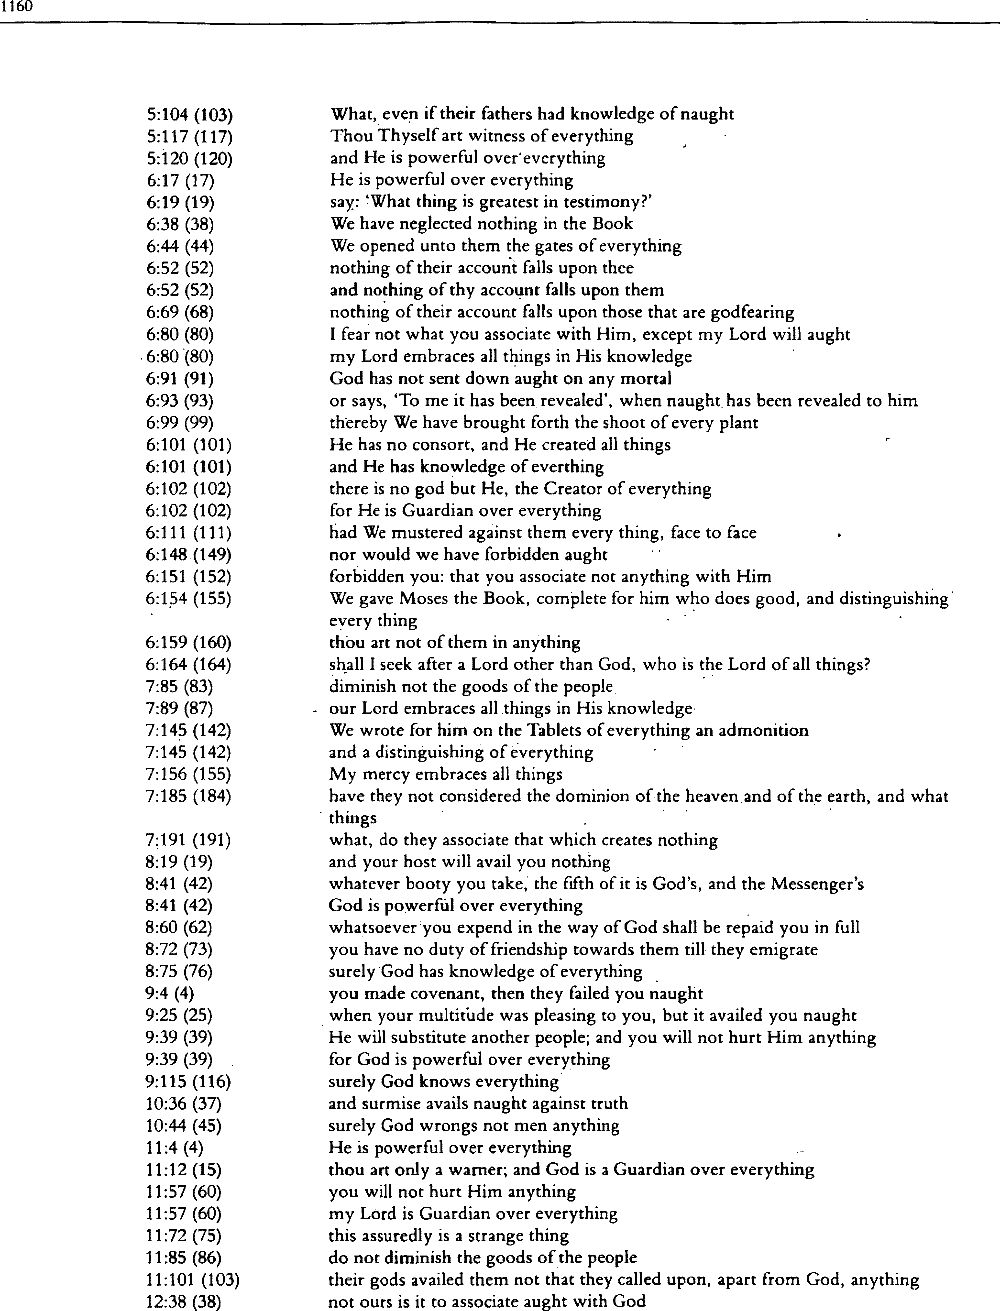 1160
5:104 (103) What, even if their fathers had knowledge of naught
5:117 (117) Thou Thyself art witness of everything
5:120 (120) and He is powerful over everything
6:17 (17) He is powerful over everything
6:19 (19) say: 'What thing is greatest in testimony?'
6:38 (38) We have neglected nothing in the Book
6:44 (44) We opened unto them the gates of everything
6:52 (52) nothing of their account falls upon thee
6:52 (52) and nothing of thy account falls upon them
6:69 (68) nothing of their account falls upon those that are godfearing
6:80 (80) I fear not what you associate with Him, except my Lord will aught
6:80 (80) my Lord embraces all things in His knowledge
6:91 (91) God has not sent down aught on any mortal
6:93 (93) or says, 'To me it has been revealed', when naught has been revealed to him
6:99 (99) thereby We have brought forth the shoot of every plant
6:101 (101) He has no consort, and He created all things
6:101 (101) and He has knowledge of everthing
6:102 (102) there is no god but He, the Creator of everything
6:102 (102) for He is Guardian over everything
6:111 (111) had We mustered against them every thing, face to face
6:148 (149) nor would we have forbidden aught
6:151 (152) forbidden you: that you associate not anything with Him
6:154 (155) We gave Moses the Book, complete for him who does good, and distinguishing
every thing
6:159 (160) thou art not of them in anything
6:164 (164) shall I seek after a Lord other than God, who is the Lord of all things?
7:85 (83) diminish not the goods of the people
7:89 (87) our Lord embraces all things in His knowledge
7:145 (142) We wrote for him on the Tablets of everything an admonition
7:145 (142) and a distinguishing of everything
7:156 (155) My mercy embraces all things
7:185 (184) have they not considered the dominion of the heaven and of the earth, and what
things
7:191 (191) what, do they associate that which creates nothing
8:19 (19) and your host will avail you nothing
8:41 (42) whatever booty you take, the fifth of it is God's, and the Messenger's
8:41 (42) God is powerful over everything
8:60 (62) whatsoever you expend in the way of God shall be repaid you in full
8:72 (73) you have no duty of friendship towards them till they emigrate
8:75 (76) surely God has knowledge of everything
9:4 (4) you made covenant, then they failed you naught
9:25 (25) when your multitude was pleasing to you, but it availed you naught
9:39 (39) He will substitute another people; and you will not hurt Him anything
9:39 (39) for God is powerful over everything
9:115 (116) surely God knows everything
10:36 (37) and surmise avails naught against truth
10:44 (45) surely God wrongs not men anything
11:4 (4) He is powerful over everything
11:12 (15) thou art only a warner; and God is a Guardian over everything
11:57 (60) you will not hurt Him anything
11:57 (60) my Lord is Guardian over everything
11:72 (75) this assuredly is a strange thing
11:85 (86) do not diminish the goods of the people
11:101 (103) their gods availed them not that they called upon, apart from God, anything
12:38 (38) not ours is it to associate aught with God